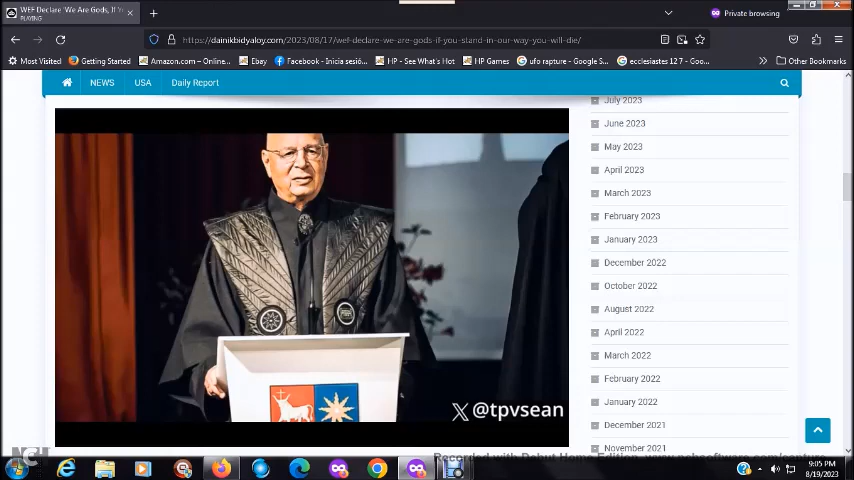 WEF Declare 'We Are Gods, If Yo
PLAYING
Private browsing
https://dainikbidyaloy.com/2023/08/17/wef-declare-we-are-gods-if-you-stand-in-our-way-you-will-die/
Most Visited Getting Started Amazon.com – Online... Ebay Facebook - Inicia sesió... HP - See What's Hot HP Games ufo rapture - Google S... ecclesiastes 12 7 - Goo... Other Bookmarks
NEWS USA Daily Report
July 2023
June 2023
May 2023
April 2023
March 2023
February 2023
January 2023
December 2022
October 2022
August 2022
April 2022
March 2022
February 2022
January 2022
December 2021
November 2021
X @tpvsean
NCH
9:05 PM
8/19/2023